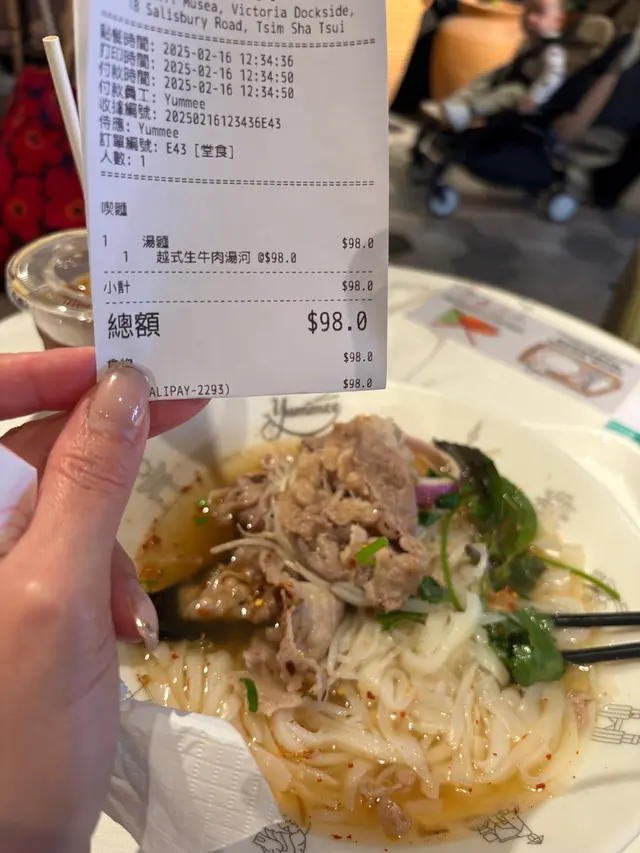 Musea, Victoria Dockside,
18 Salisbury Road, Tsim Sha Tsui
點餐時間: 2025-02-16 12:34:36
打印時間: 2025-02-16 12:34:50
付款時間: 2025-02-16 12:34:50
付款員工: Yummee
收據編號: 20250216123436E43
侍應: Yummee
訂單編號: E43 [堂食]
人數: 1
喫麵
1 湯麵 $98.0
1 越式生牛肉湯河 @$98.0
小計 $98.0
總額 $98.0
$98.0
ALIPAY-2293) $98.0
Yummee